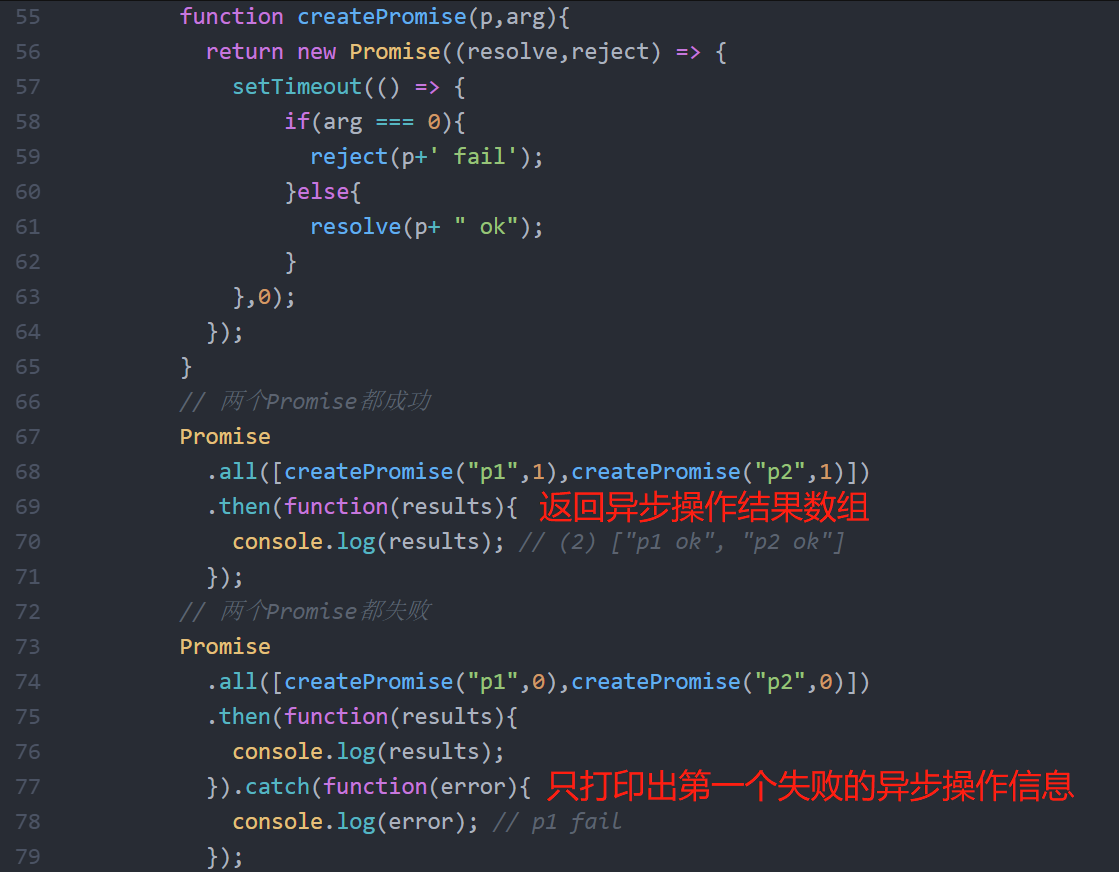 55 function createPromise(p,arg){
56 return new Promise((resolve,reject) => {
57 setTimeout(() => {
58 if(arg === 0){
59 reject(p+' fail');
60 }else{
61 resolve(p+ " ok");
62 }
63 },0);
64 });
65 }
66 // 两个Promise都成功
67 Promise
68 .all([createPromise("p1",1),createPromise("p2",1)])
69 .then(function(results){ 返回异步操作结果数组
70 console.log(results); // (2) ["p1 ok", "p2 ok"]
71 });
72 // 两个Promise都失败
73 Promise
74 .all([createPromise("p1",0),createPromise("p2",0)])
75 .then(function(results){
76 console.log(results);
77 }).catch(function(error){ 只打印出第一个失败的异步操作信息
78 console.log(error); // p1 fail
79 });